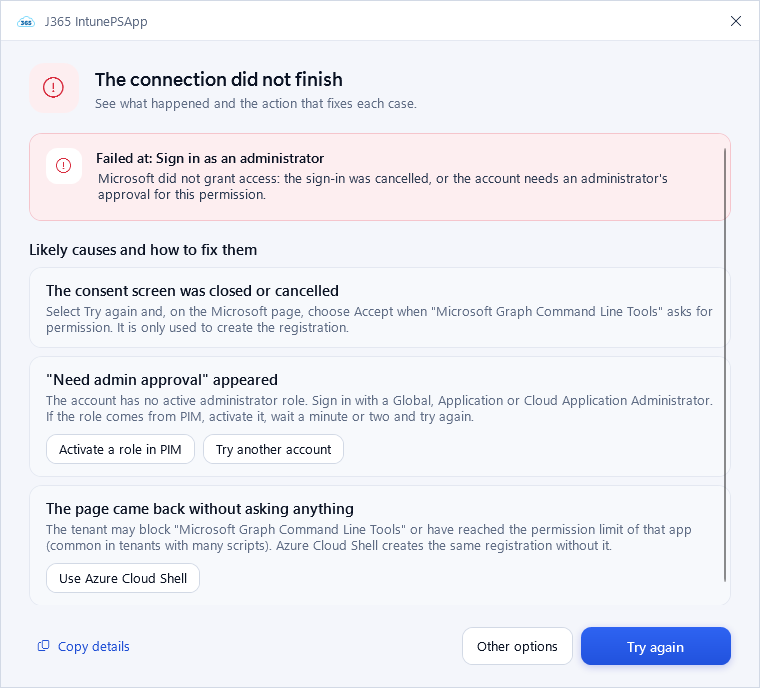 365 J365 IntunePSApp
The connection did not finish
See what happened and the action that fixes each case.
Failed at: Sign in as an administrator
Microsoft did not grant access: the sign-in was cancelled, or the account needs an administrator's
approval for this permission.
Likely causes and how to fix them
The consent screen was closed or cancelled
Select Try again and, on the Microsoft page, choose Accept when "Microsoft Graph Command Line Tools" asks for
permission. It is only used to create the registration.
"Need admin approval" appeared
The account has no active administrator role. Sign in with a Global, Application or Cloud Application Administrator.
If the role comes from PIM, activate it, wait a minute or two and try again.
Activate a role in PIM Try another account
The page came back without asking anything
The tenant may block "Microsoft Graph Command Line Tools" or have reached the permission limit of that app
(common in tenants with many scripts). Azure Cloud Shell creates the same registration without it.
Use Azure Cloud Shell
Copy details Other options Try again